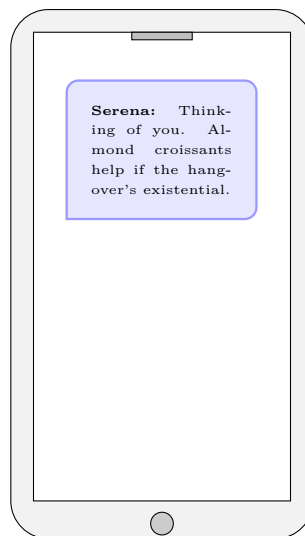 Serena: Think-
ing of you. Al-
mond croissants
help if the hang-
over's existential.